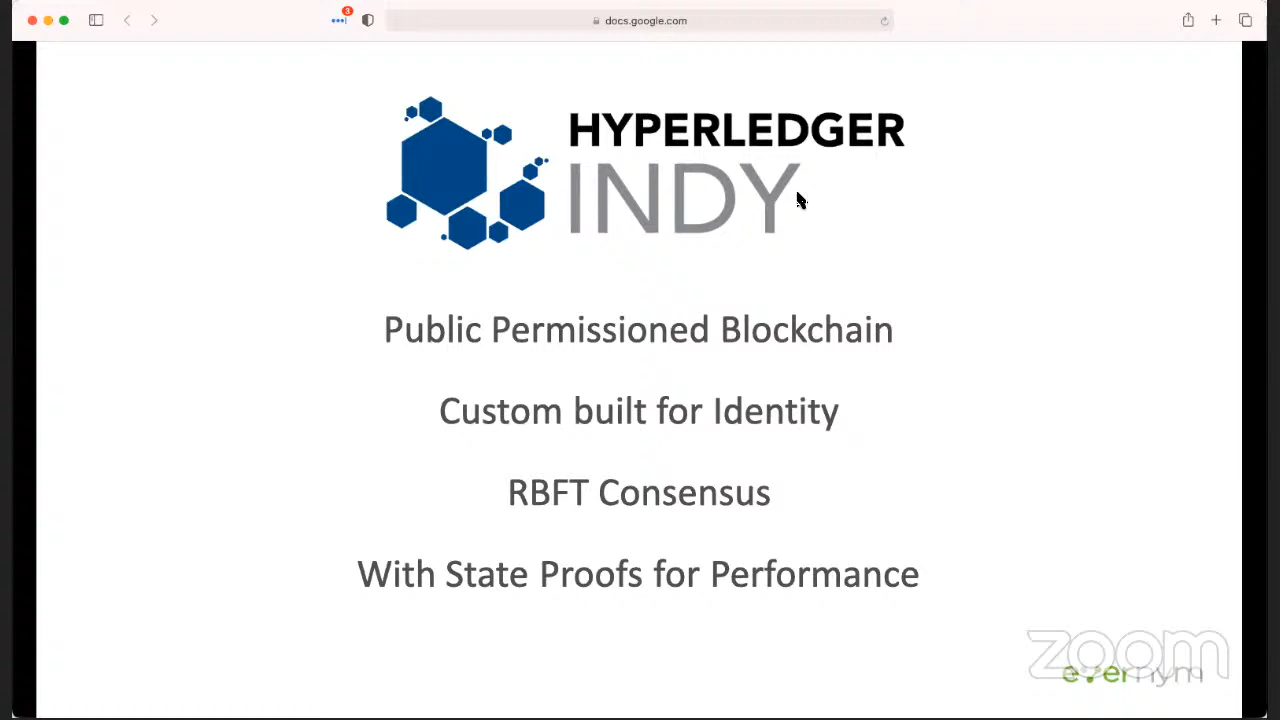 3
docs.google.com
HYPERLEDGER
INDY
Public Permissioned Blockchain
Custom built for Identity
RBFT Consensus
With State Proofs for Performance
zoom
evernym